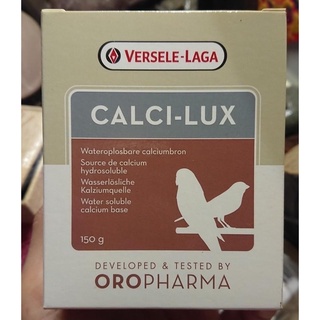 VERSELE-LAGA
CALCI-LUX
Wateroplosbare calciumbron
Source de calcium
hydrosoluble
Wasserlösliche
Kalziumquelle
Water soluble
calcium base
150 g
DEVELOPED & TESTED BY
OROPHARMA